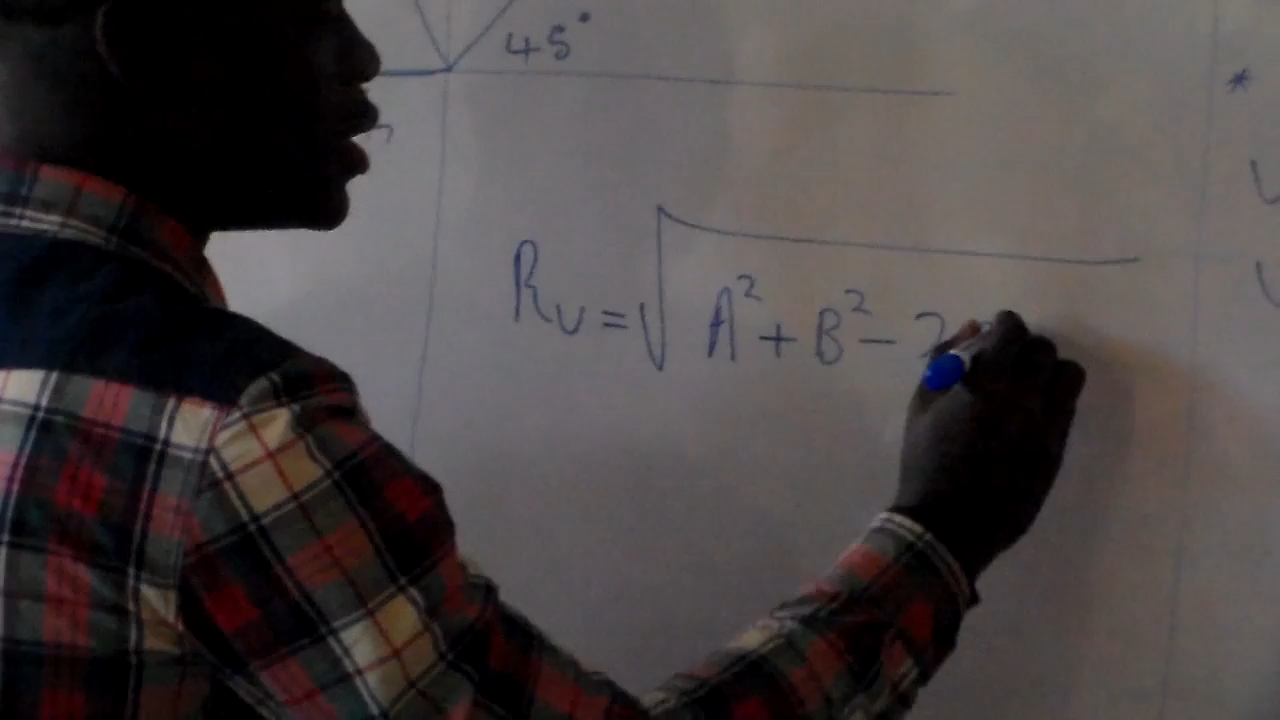 45°
*
R_V = √A² + B² - 2